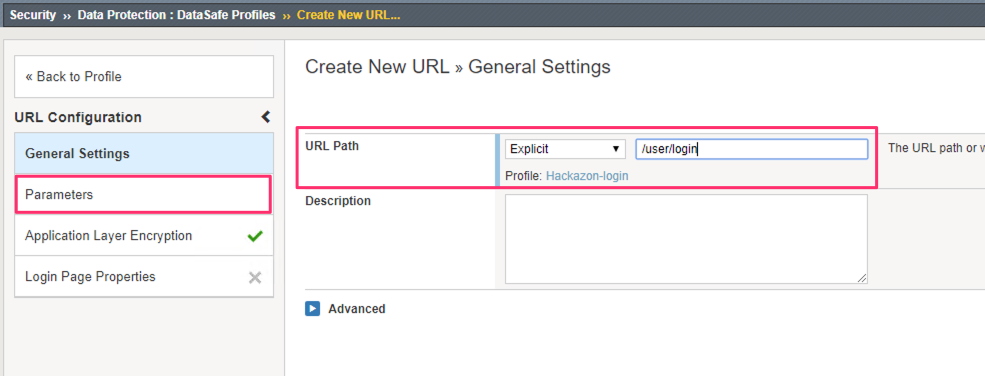 Security ›› Data Protection : DataSafe Profiles ›› Create New URL...
« Back to Profile
URL Configuration
General Settings
Parameters
Application Layer Encryption
Login Page Properties
Create New URL » General Settings
URL Path
Explicit
/user/login
The URL path or w
Profile: Hackazon-login
Description
Advanced